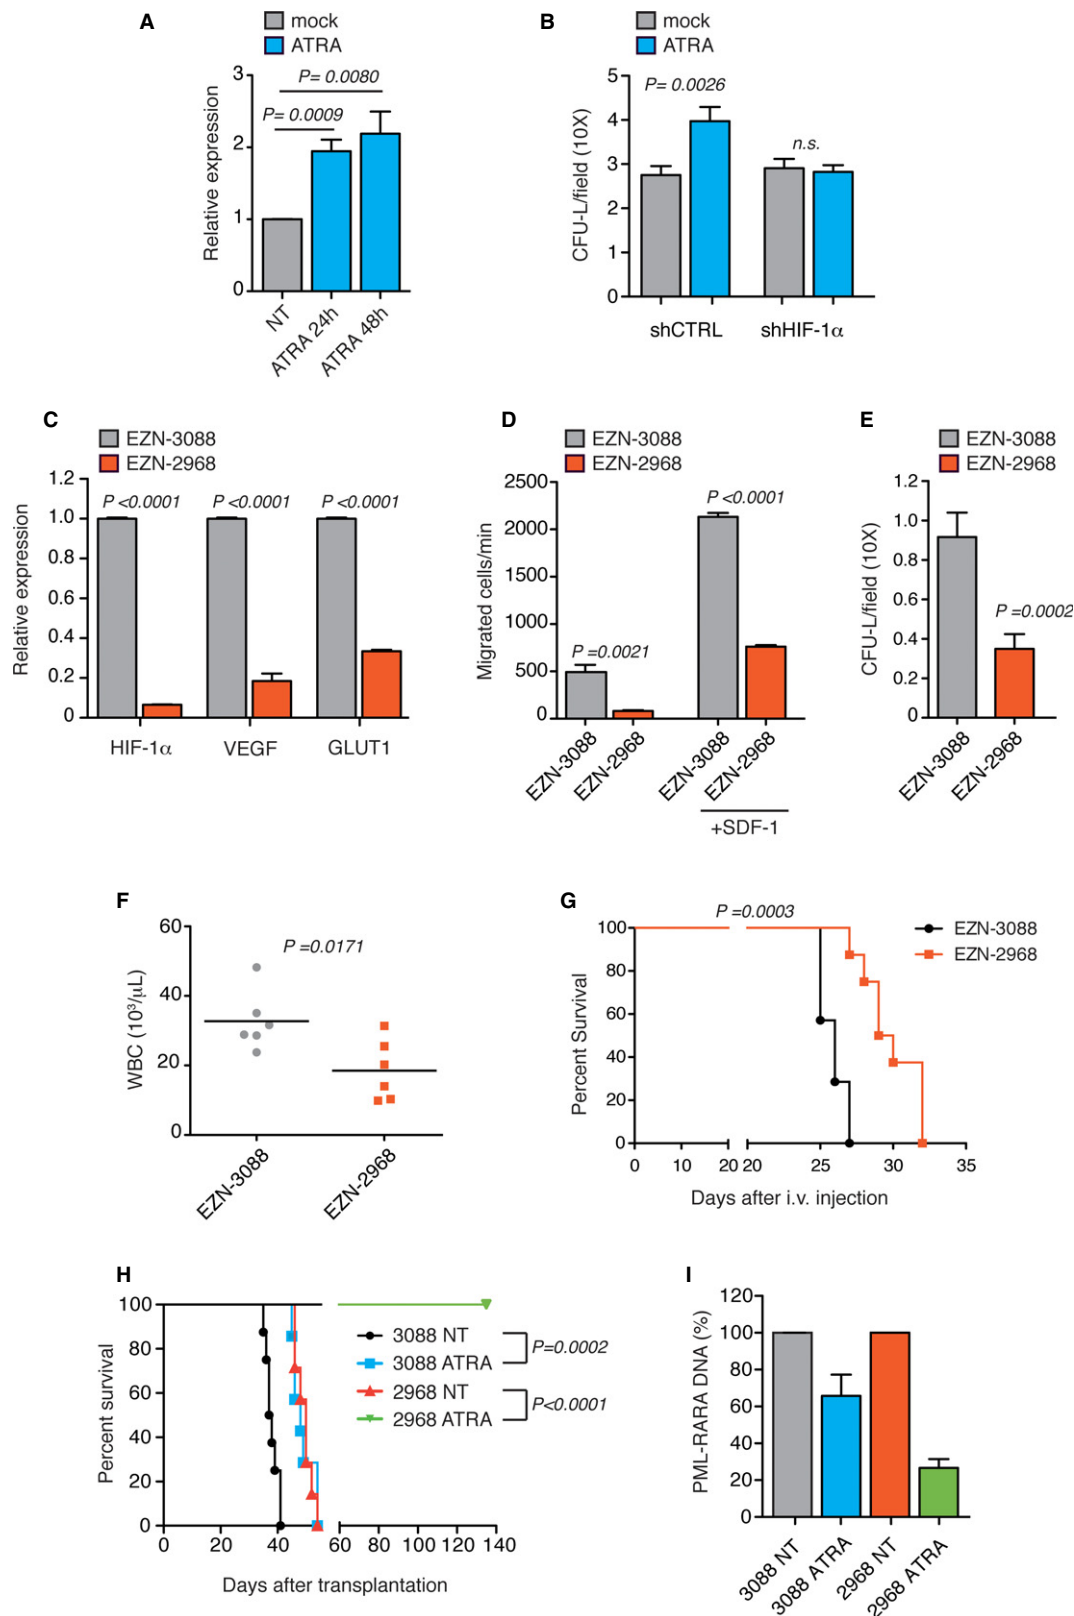 A
mock
ATRA
Relative expression
3
2
1
0
P= 0.0080
P= 0.0009
NT
ATRA 24h
ATRA 48h
B
mock
ATRA
CFU-L/field (10X)
5
4
3
2
1
0
P= 0.0026
n.s.
shCTRL
shHIF-1α
C
EZN-3088
EZN-2968
Relative expression
1.2
1.0
0.8
0.6
0.4
0.2
0
P <0.0001
P <0.0001
P <0.0001
HIF-1α
VEGF
GLUT1
D
EZN-3088
EZN-2968
Migrated cells/min
2500
2000
1500
1000
500
0
P =0.0021
P <0.0001
EZN-3088
EZN-2968
EZN-3088
EZN-2968
+SDF-1
E
EZN-3088
EZN-2968
CFU-L/field (10X)
1.2
1.0
0.8
0.6
0.4
0.2
0
P =0.0002
EZN-3088
EZN-2968
F
WBC (10³/μL)
60
40
20
0
P =0.0171
EZN-3088
EZN-2968
G
P =0.0003
EZN-3088
EZN-2968
Percent Survival
100
80
60
40
20
0
0
10
20
20
25
30
35
Days after i.v. injection
H
Percent survival
100
80
60
40
20
0
3088 NT
3088 ATRA
2968 NT
2968 ATRA
P=0.0002
P<0.0001
0
20
40
60
80
100
120
140
Days after transplantation
I
PML-RARA DNA (%)
120
100
80
60
40
20
0
3088 NT
3088 ATRA
2968 NT
2968 ATRA